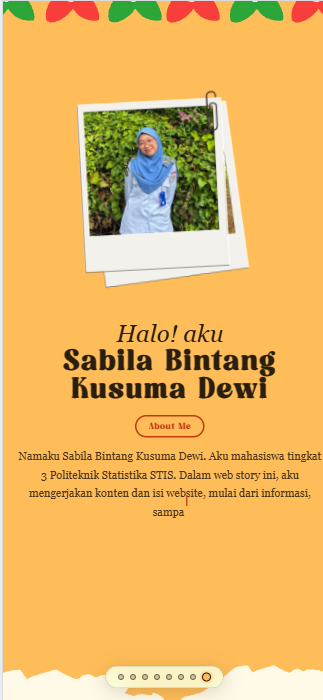 Halo! aku
Sabila Bintang
Kusuma Dewi
About Me
Namaku Sabila Bintang Kusuma Dewi. Aku mahasiswa tingkat
3 Politeknik Statistika STIS. Dalam web story ini, aku
mengerjakan konten dan isi website, mulai dari informasi,
sampa